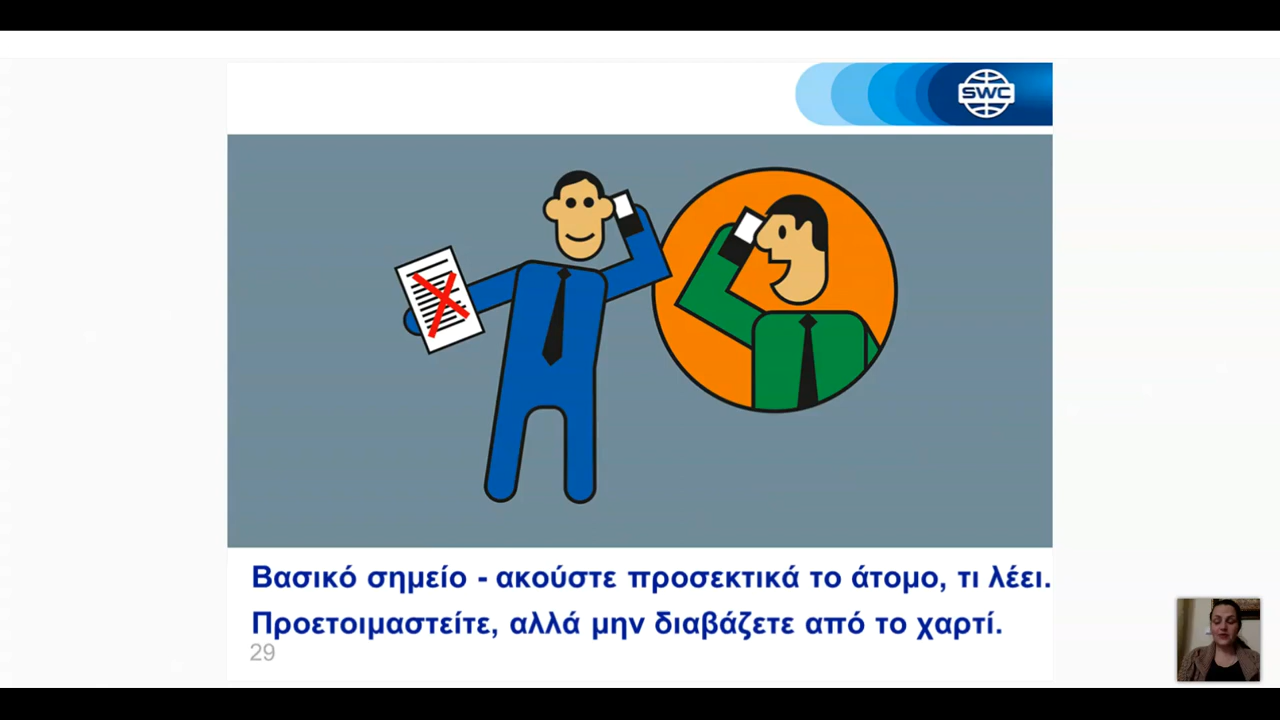 SWC
Βασικό σημείο - ακούστε προσεκτικά το άτομο, τι λέει.
Προετοιμαστείτε, αλλά μην διαβάζετε από το χαρτί.
29